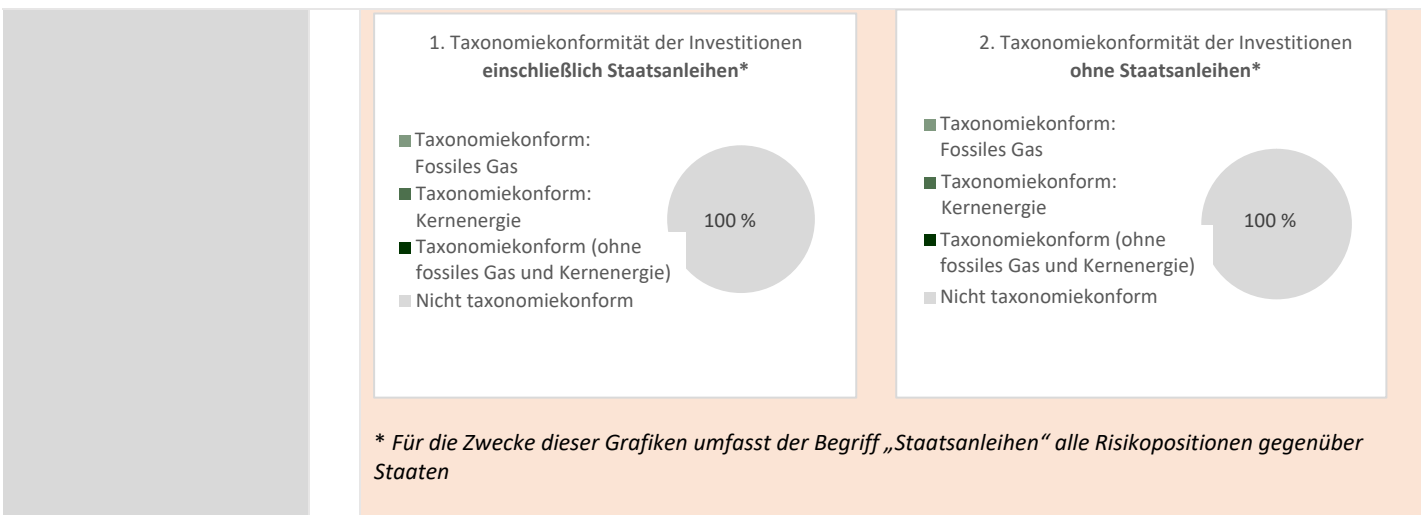 1. Taxonomiekonformität der Investitionen
einschließlich Staatsanleihen*
Taxonomiekonform:
Fossiles Gas
Taxonomiekonform:
Kernenergie
Taxonomiekonform (ohne
fossiles Gas und Kernenergie)
Nicht taxonomiekonform
100 %
2. Taxonomiekonformität der Investitionen
ohne Staatsanleihen*
Taxonomiekonform:
Fossiles Gas
Taxonomiekonform:
Kernenergie
Taxonomiekonform (ohne
fossiles Gas und Kernenergie)
Nicht taxonomiekonform
100 %
* Für die Zwecke dieser Grafiken umfasst der Begriff „Staatsanleihen“ alle Risikopositionen gegenüber
Staaten